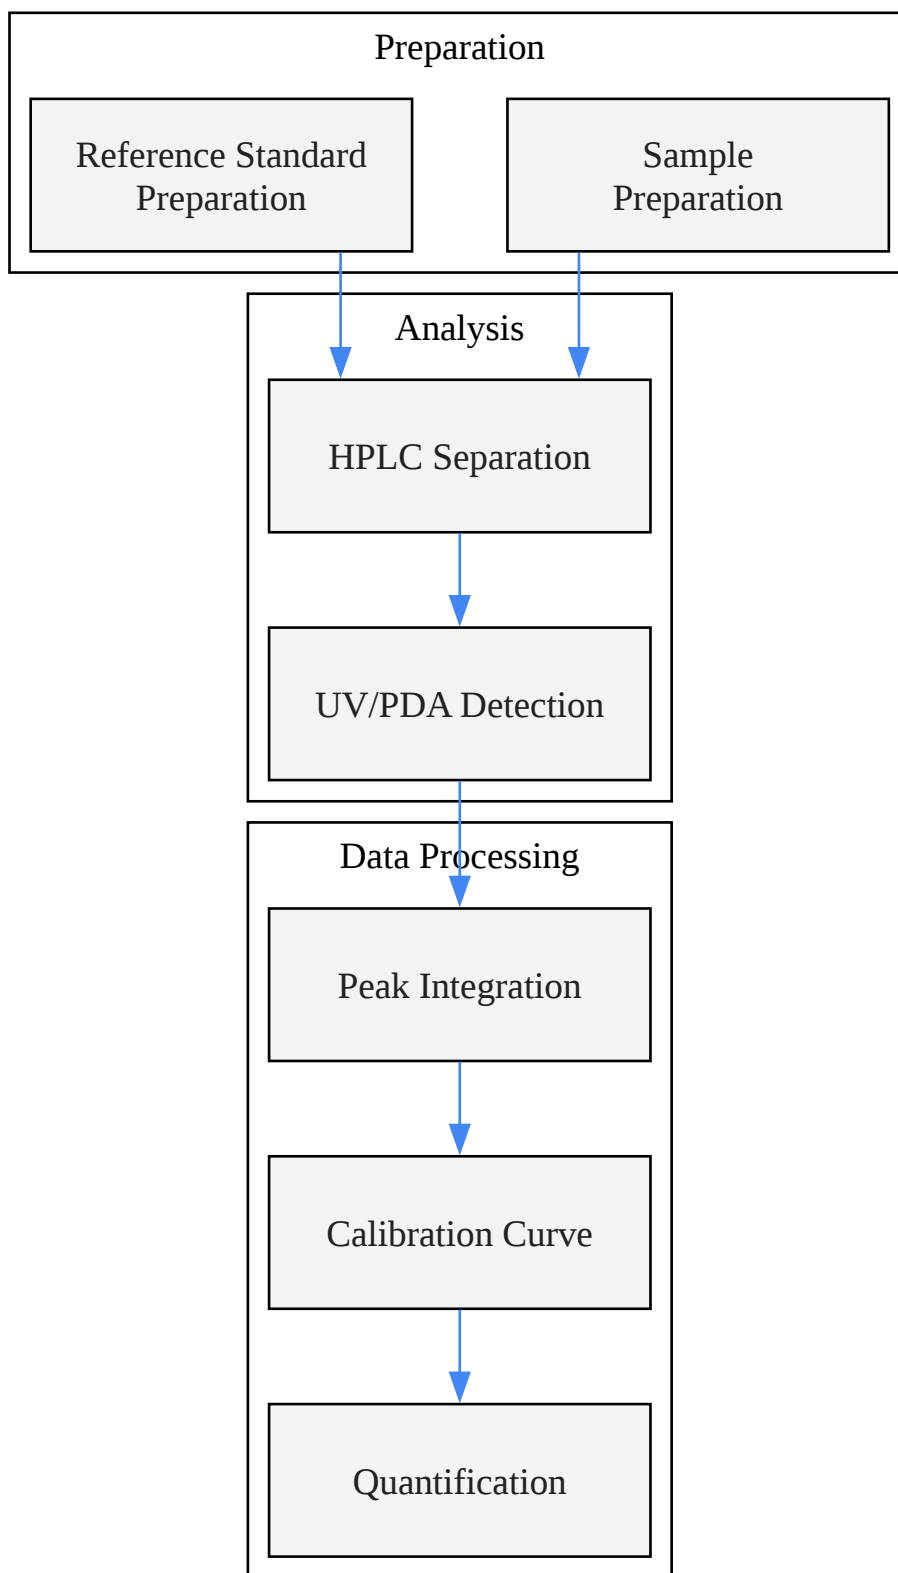 Preparation
Reference Standard
Preparation
Sample
Preparation
Analysis
HPLC Separation
UV/PDA Detection
Data Processing
Peak Integration
Calibration Curve
Quantification